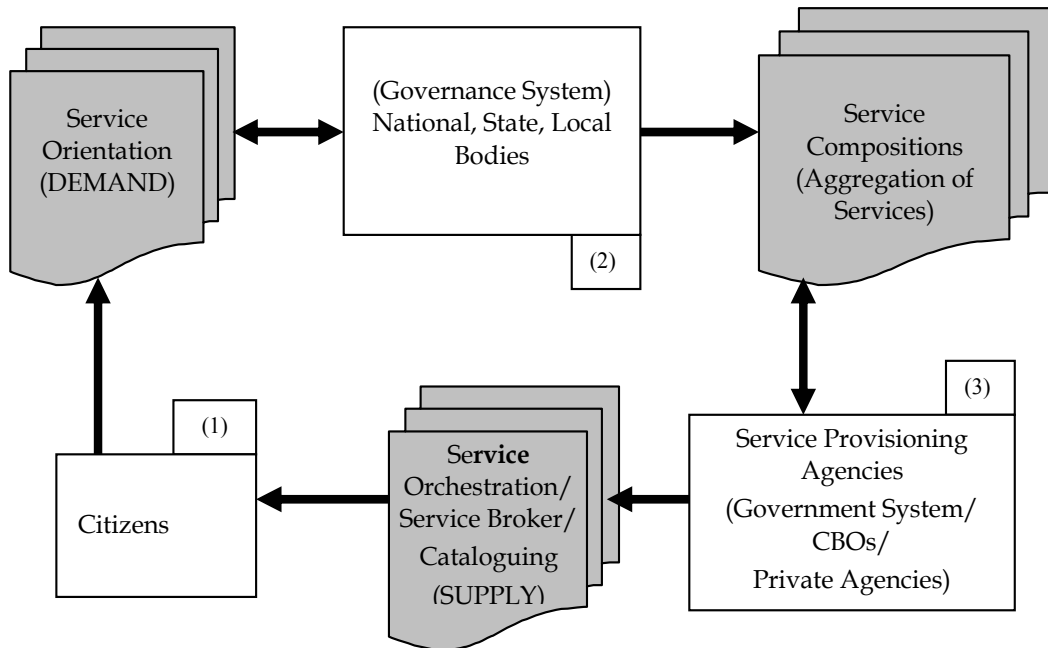 Service
Orientation
(DEMAND)
(Governance System)
National, State, Local
Bodies
(2)
Service
Compositions
(Aggregation of
Services)
(1)
Citizens
Service
Orchestration/
Service Broker/
Cataloguing
(SUPPLY)
(3)
Service Provisioning
Agencies
(Government System/
CBOs/
Private Agencies)